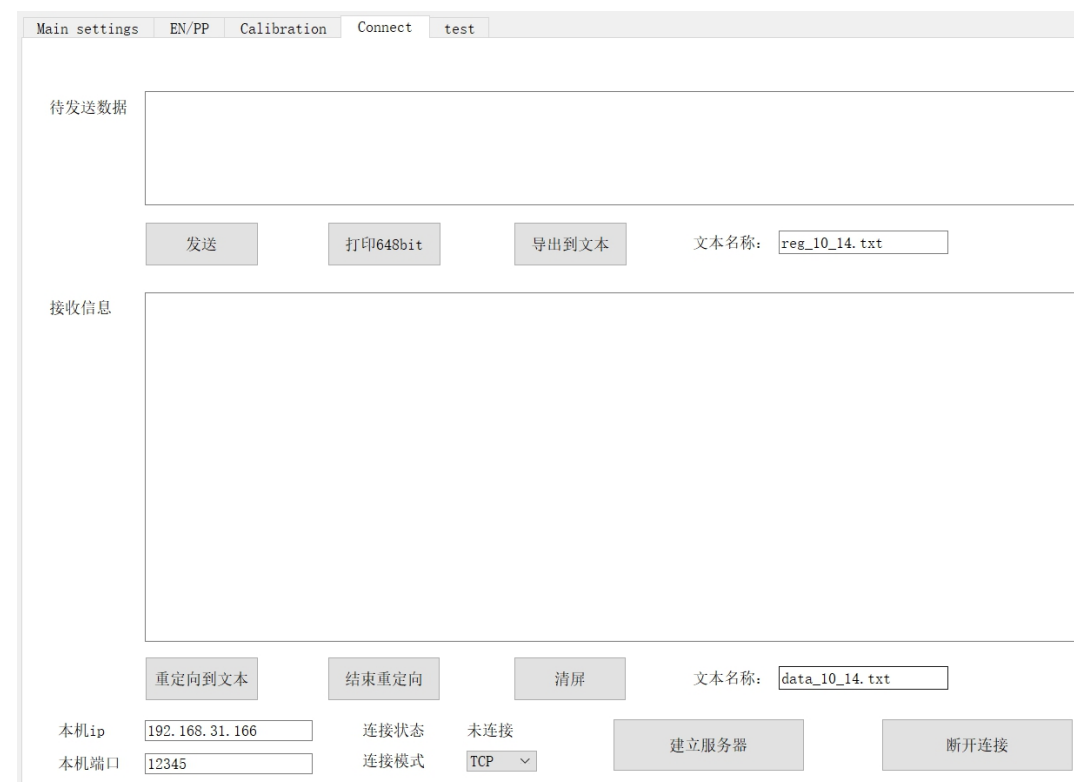 Main settings EN/PP Calibration Connect test
待发送数据
发送 打印648bit 导出到文本 文本名称： reg_10_14.txt
接收信息
重定向到文本 结束重定向 清屏 文本名称： data_10_14.txt
本机ip 192.168.31.166 连接状态 未连接 建立服务器 断开连接
本机端口 12345 连接模式 TCP